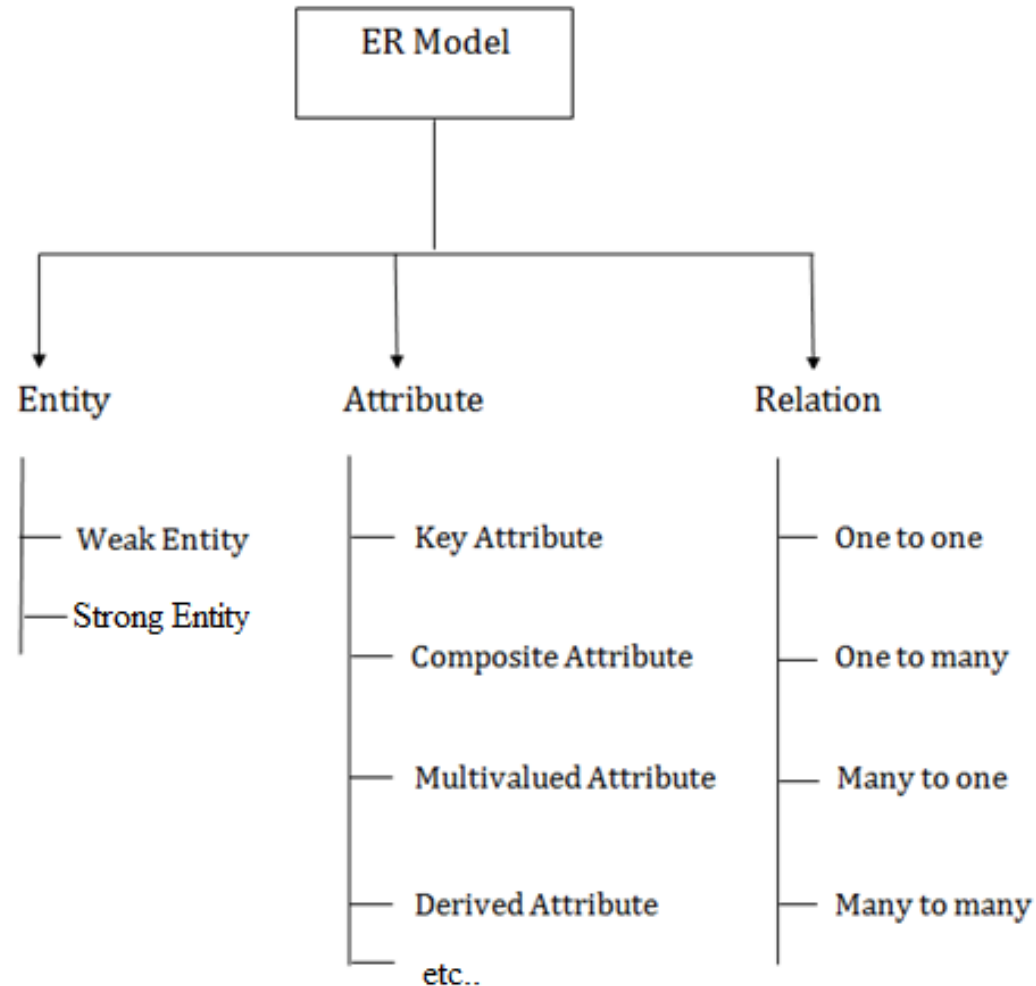 ER Model
Entity
Attribute
Relation
Weak Entity
Strong Entity
Key Attribute
Composite Attribute
Multivalued Attribute
Derived Attribute
etc..
One to one
One to many
Many to one
Many to many